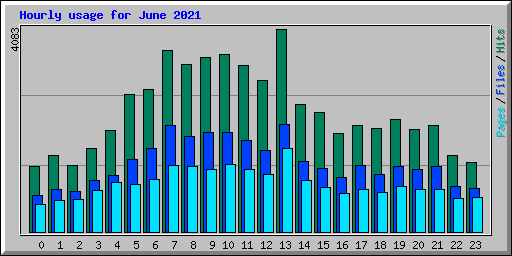 Hourly usage for June 2021
4083
Pages/Files/Hits
0 1 2 3 4 5 6 7 8 9 10 11 12 13 14 15 16 17 18 19 20 21 22 23